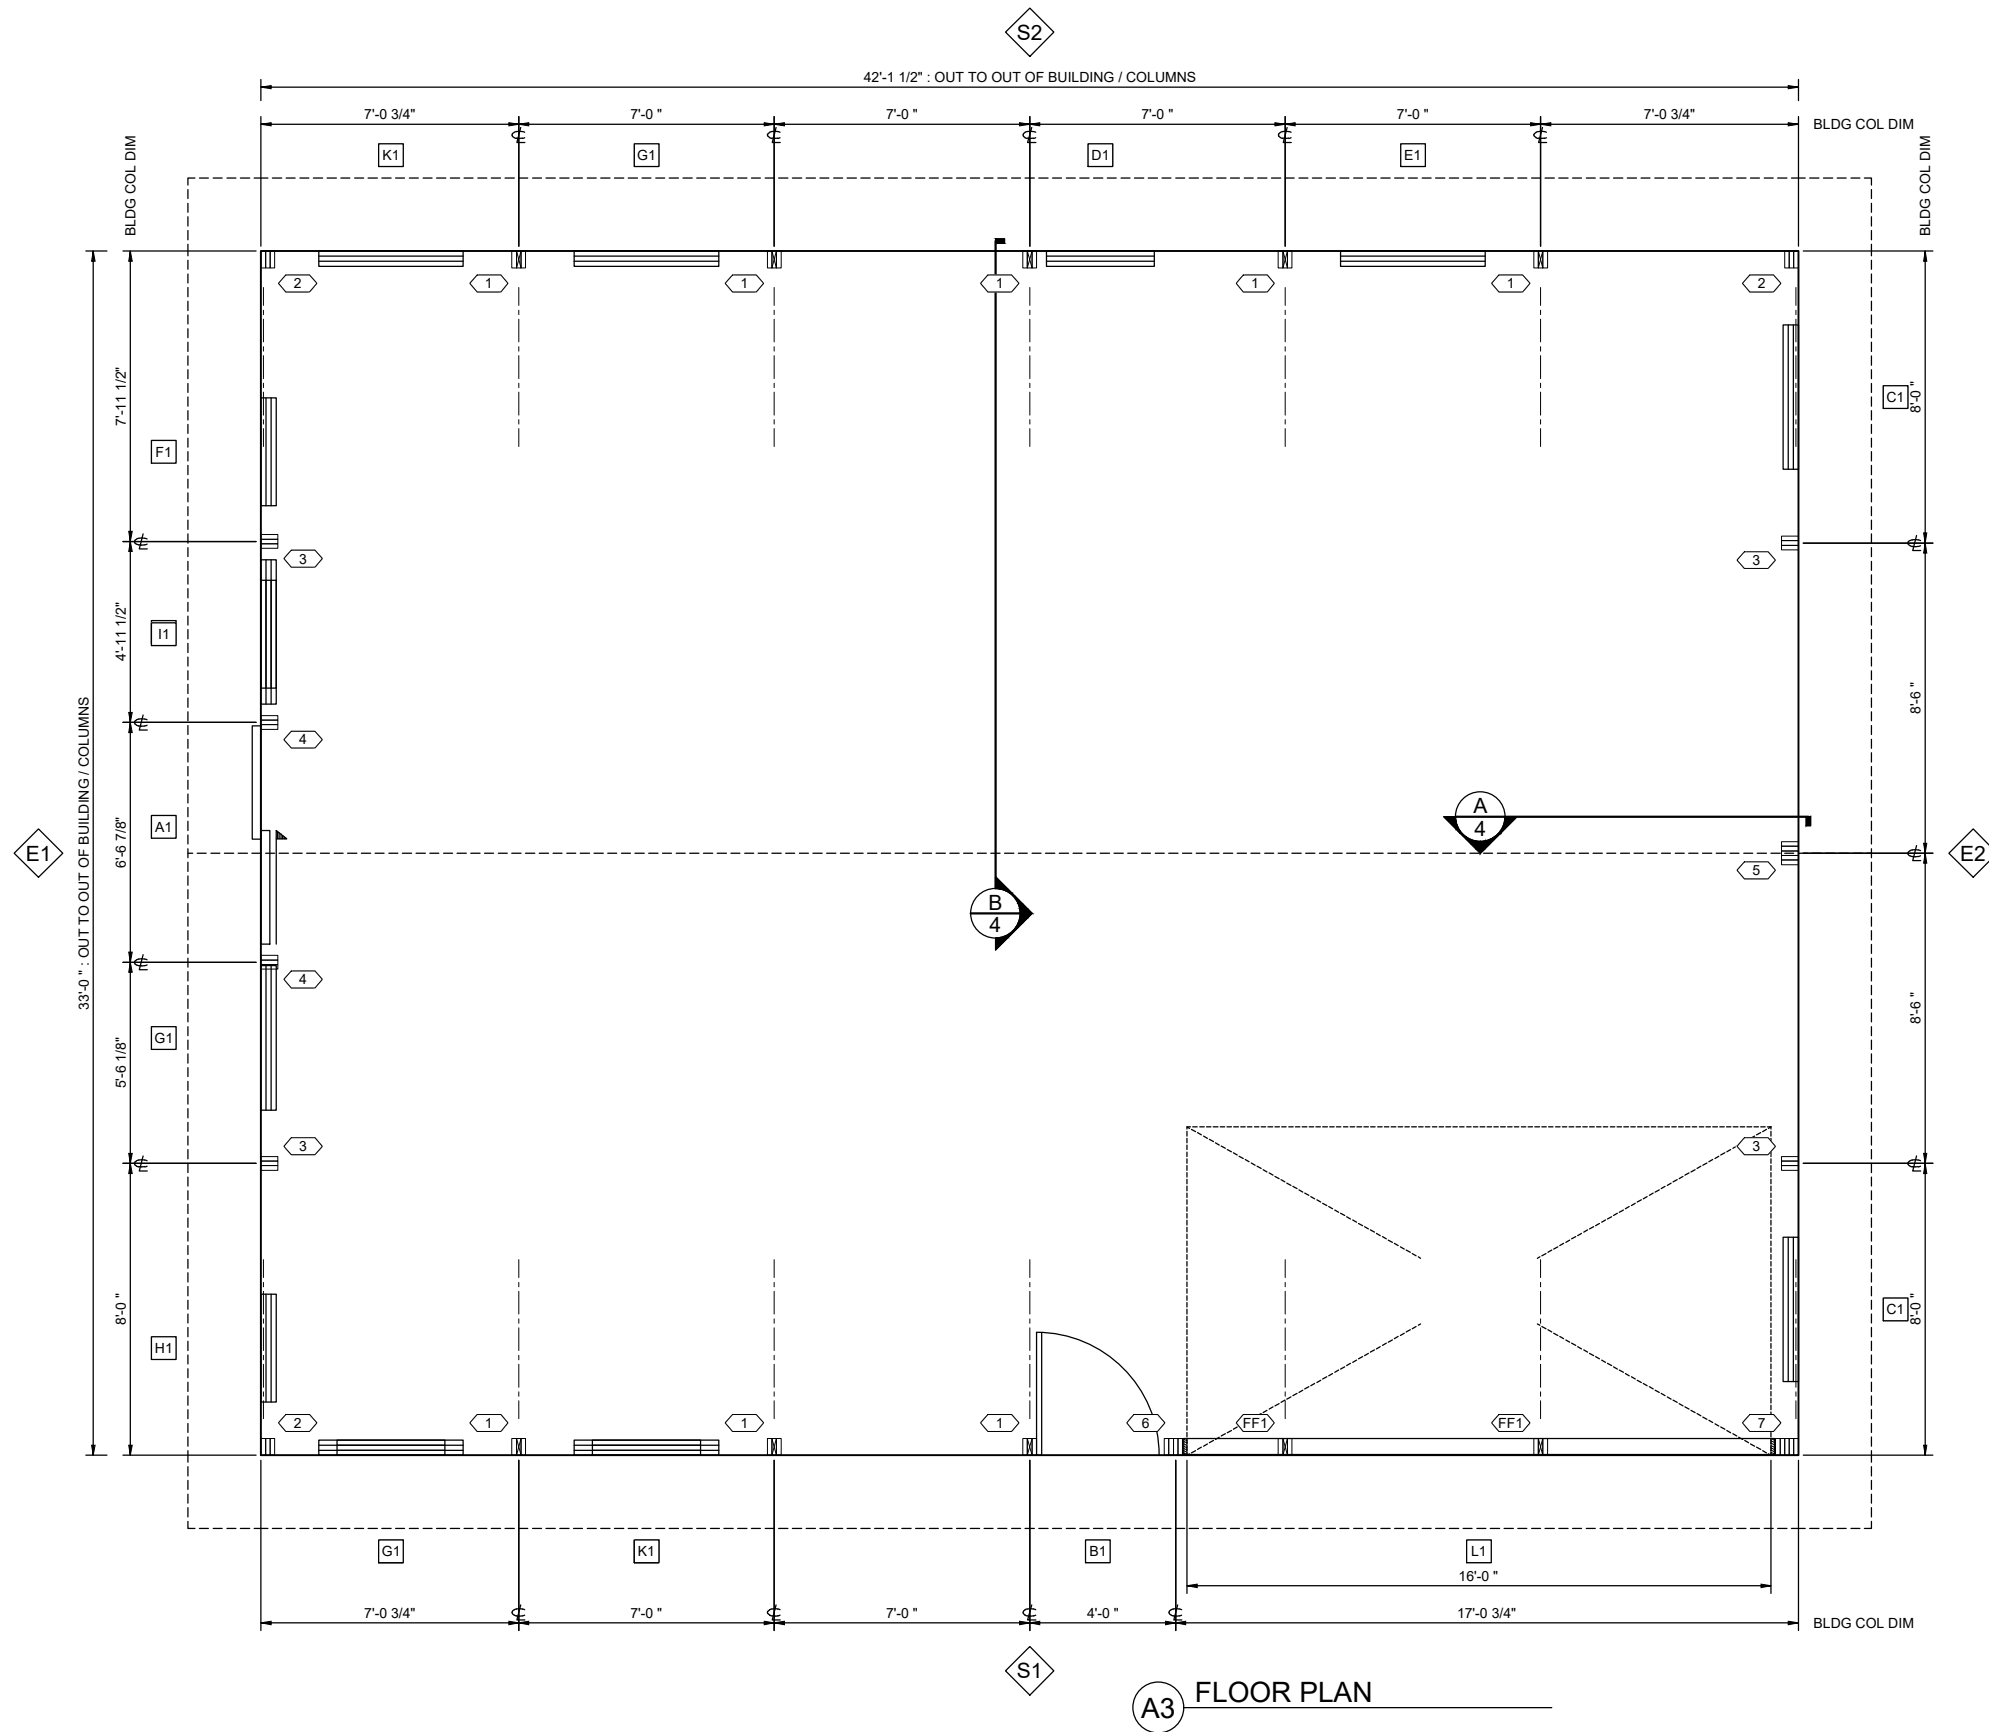 S2
42'-1 1/2" : OUT TO OUT OF BUILDING / COLUMNS
7'-0 3/4" 7'-0 " 7'-0 " 7'-0 " 7'-0 " 7'-0 3/4" BLDG COL DIM
K1 G1 D1 E1
BLDG COL DIM
BLDG COL DIM
2 1 1 1 1 1 2
7'-11 1/2"
F1
C1
8'-0 "
3
3
4'-11 1/2"
I1
4
8'-6 "
33'-0 " : OUT TO OUT OF BUILDING / COLUMNS
E1
6'-6 7/8"
A1
A
4
5
E2
B
4
4
5'-6 1/8"
G1
8'-6 "
3
3
8'-0 "
H1
C1
8'-0 "
2 1 1 1 6 FF1 FF1 7
G1 K1 B1 L1
16'-0 "
7'-0 3/4" 7'-0 " 7'-0 " 4'-0 " 17'-0 3/4" BLDG COL DIM
S1
A3 FLOOR PLAN